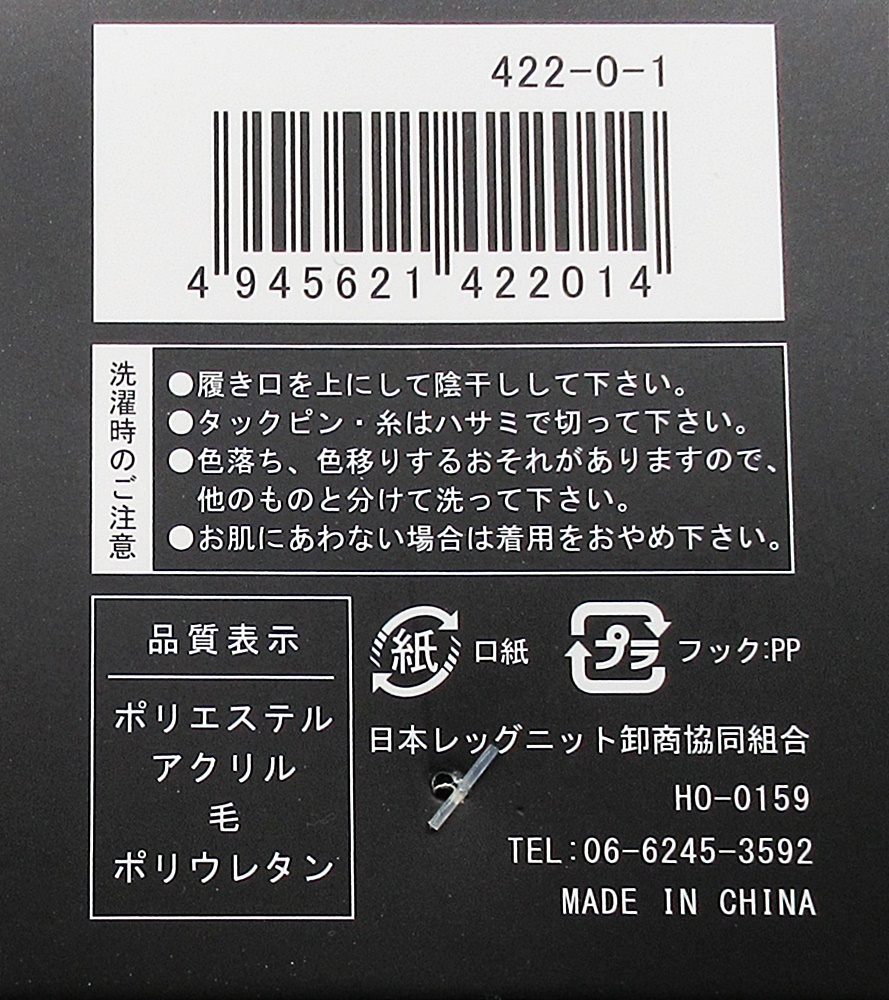 422-0-1
4 945621 422014
洗濯時のご注意
●履き口を上にして陰干しして下さい。
●タックピン・糸はハサミで切って下さい。
●色落ち、色移りするおそれがありますので、
他のものと分けて洗って下さい。
●お肌にあわない場合は着用をおやめ下さい。
品質表示
ポリエステル
アクリル
毛
ポリウレタン
紙 口紙 プラ フック:PP
日本レッグニット卸商協同組合
HO-0159
TEL:06-6245-3592
MADE IN CHINA